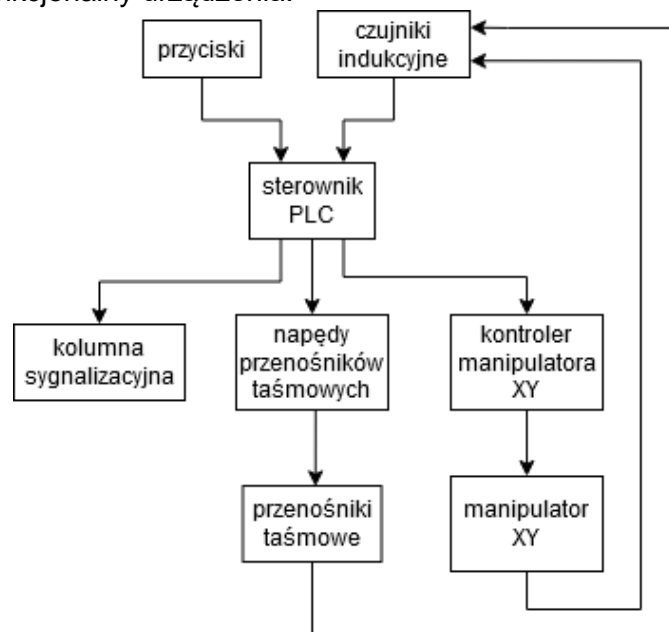 przyciski
czujniki
indukcyjne
sterownik
PLC
kolumna
sygnalizacyjna
napędy
przenośników
taśmowych
kontroler
manipulatora
XY
przenośniki
taśmowe
manipulator
XY